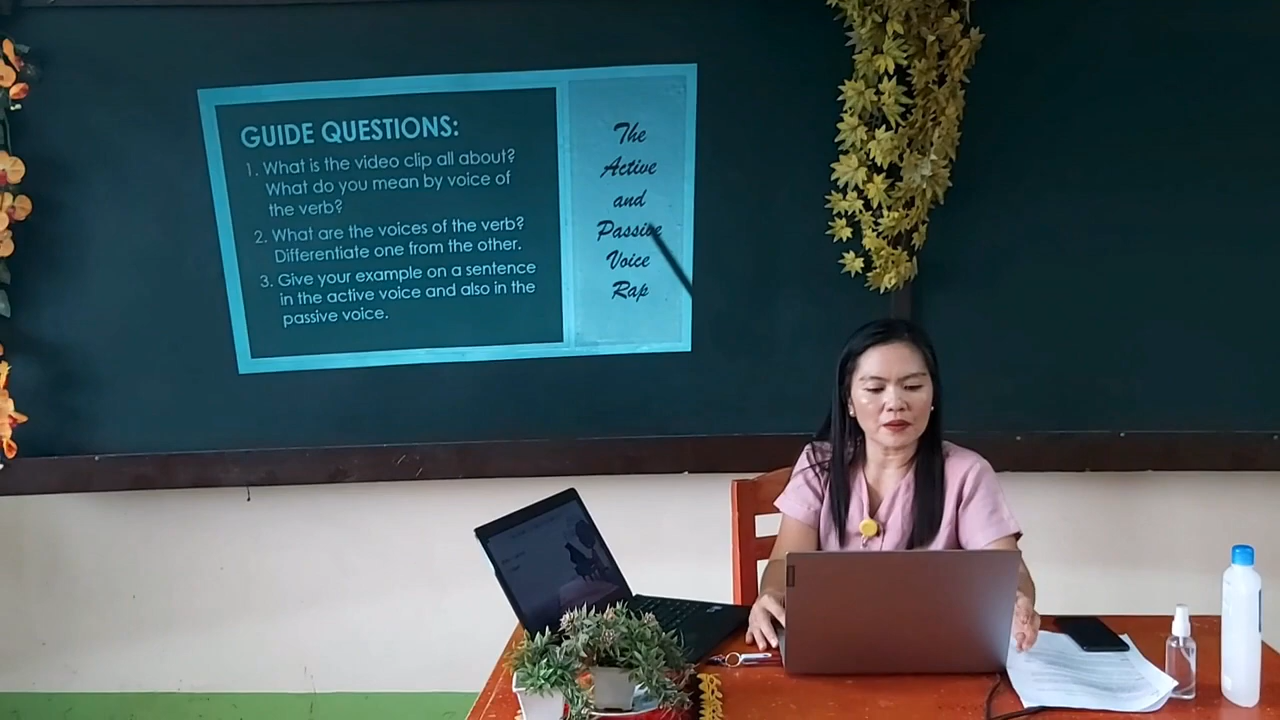 GUIDE QUESTIONS:
1. What is the video clip all about?
What do you mean by voice of
the verb?
2. What are the voices of the verb?
Differentiate one from the other.
3. Give your example on a sentence
in the active voice and also in the
passive voice.
The
Active
and
Passive
Voice
Rap